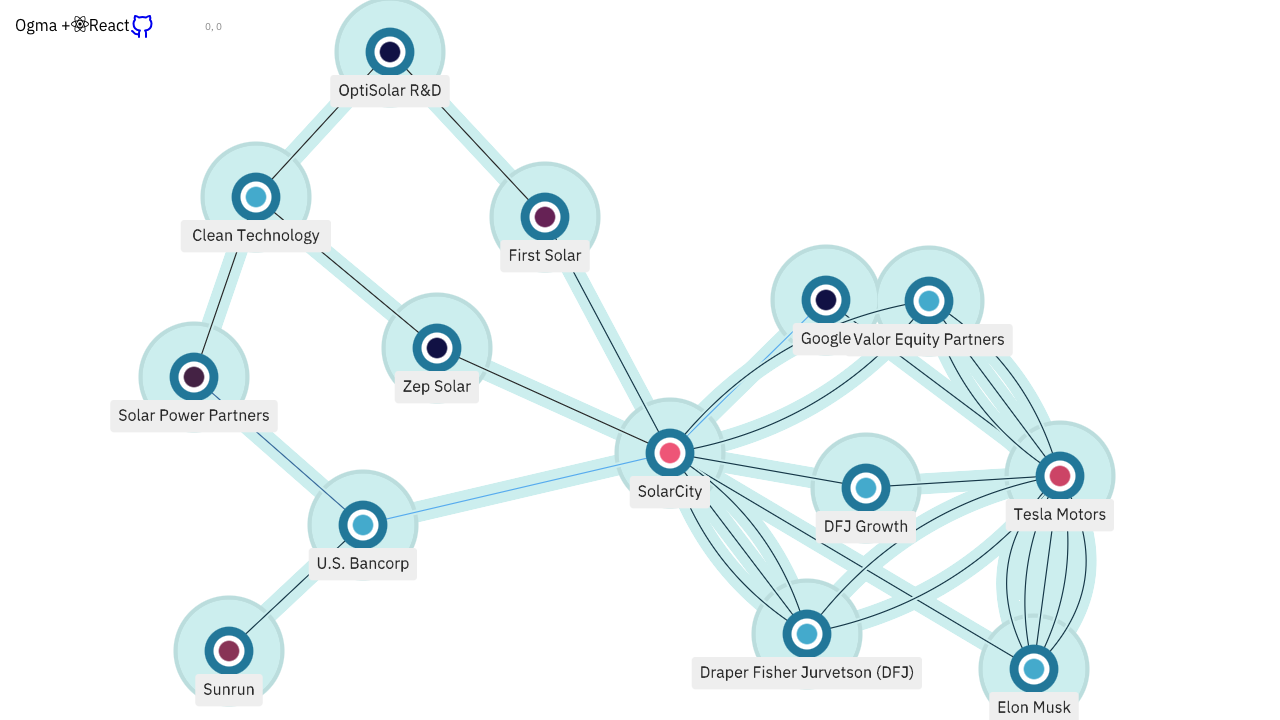 Ogma + React
0, 0
OptiSolar R&D
Clean Technology
First Solar
Google
Valor Equity Partners
Zep Solar
Solar Power Partners
SolarCity
DFJ Growth
Tesla Motors
U.S. Bancorp
Draper Fisher Jurvetson (DFJ)
Sunrun
Elon Musk